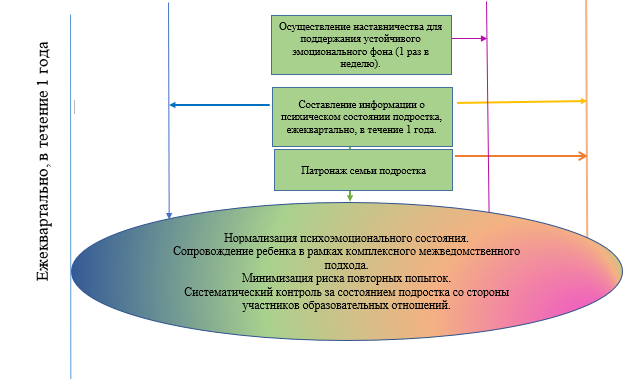 Ежеквартально, в течение 1 года
Осуществление наставничества для
поддержания устойчивого
эмоционального фона (1 раз в
неделю).
Составление информации о
психическом состоянии подростка,
ежеквартально, в течение 1 года.
Патронаж семьи подростка
Нормализация психоэмоционального состояния.
Сопровождение ребенка в рамках комплексного межведомственного
подхода.
Минимизация риска повторных попыток.
Систематический контроль за состоянием подростка со стороны
участников образовательных отношений.